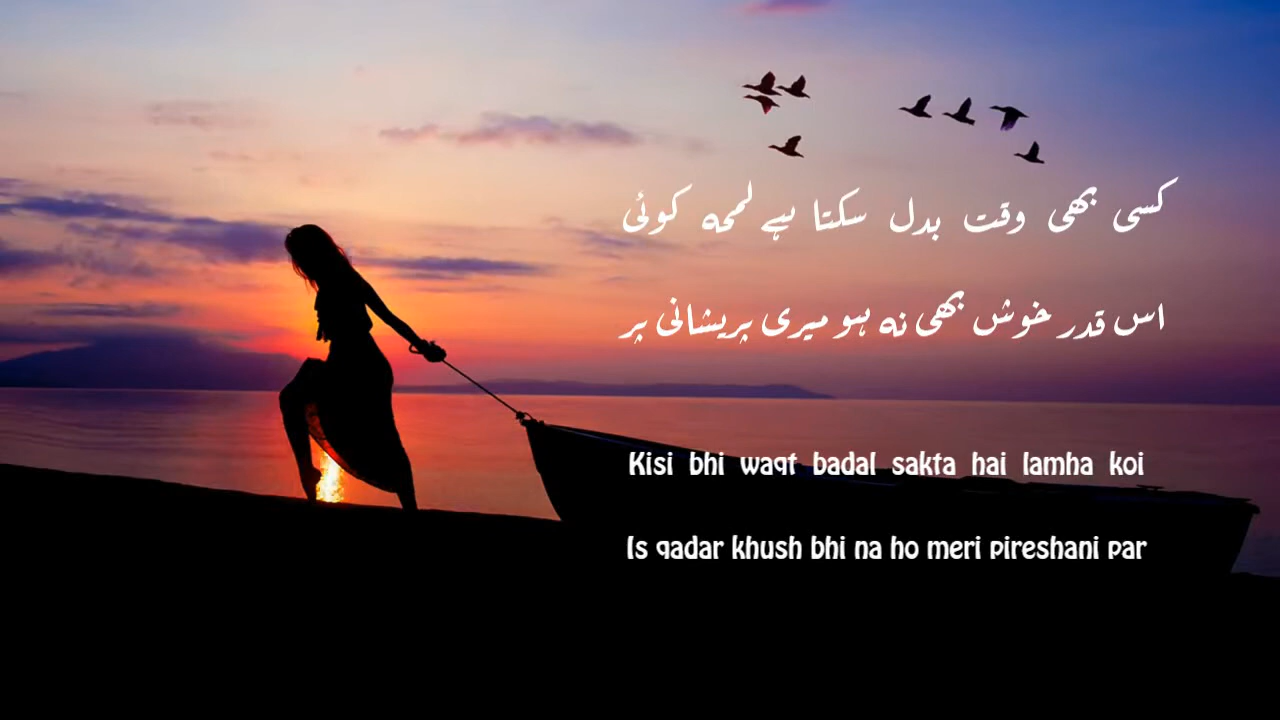 کسی بھی وقت بدل سکتا ہے لمحہ کوئی
اس قدر خوش بھی نہ ہو میری پریشانی پر
Kisi bhi waqt badal sakta hai lamha koi
Is qadar khush bhi na ho meri pireshani par